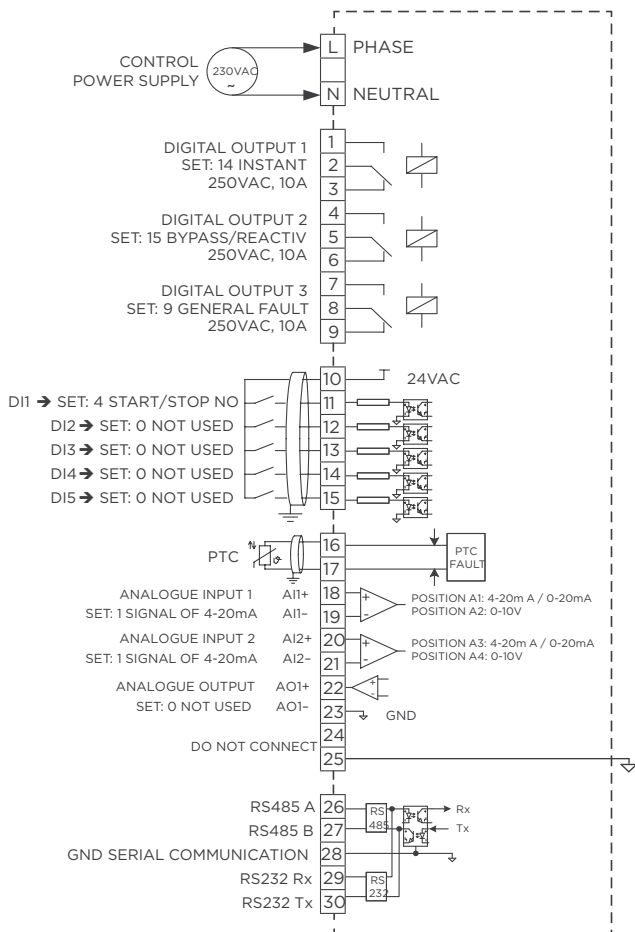 CONTROL
POWER SUPPLY
230VAC
~
L PHASE
N NEUTRAL
DIGITAL OUTPUT 1
SET: 14 INSTANT
250VAC, 10A
1
2
3
DIGITAL OUTPUT 2
SET: 15 BYPASS/REACTIV
250VAC, 10A
4
5
6
DIGITAL OUTPUT 3
SET: 9 GENERAL FAULT
250VAC, 10A
7
8
9
10 24VAC
DI1 ➔ SET: 4 START/STOP NO 11
DI2 ➔ SET: 0 NOT USED 12
DI3 ➔ SET: 0 NOT USED 13
DI4 ➔ SET: 0 NOT USED 14
DI5 ➔ SET: 0 NOT USED 15
PTC
16
17
PTC
FAULT
ANALOGUE INPUT 1 AI1+ 18 + POSITION A1: 4-20m A / 0-20mA
SET: 1 SIGNAL OF 4-20mA AI1– 19 – POSITION A2: 0-10V
ANALOGUE INPUT 2 AI2+ 20 + POSITION A3: 4-20m A / 0-20mA
SET: 1 SIGNAL OF 4-20mA AI2– 21 – POSITION A4: 0-10V
ANALOGUE OUTPUT AO1+ 22 + –
SET: 0 NOT USED AO1– 23 GND
DO NOT CONNECT
24
25
RS485 A 26 RS Rx
RS485 B 27 485 Tx
GND SERIAL COMMUNICATION 28
RS232 Rx 29 RS
RS232 Tx 30 232